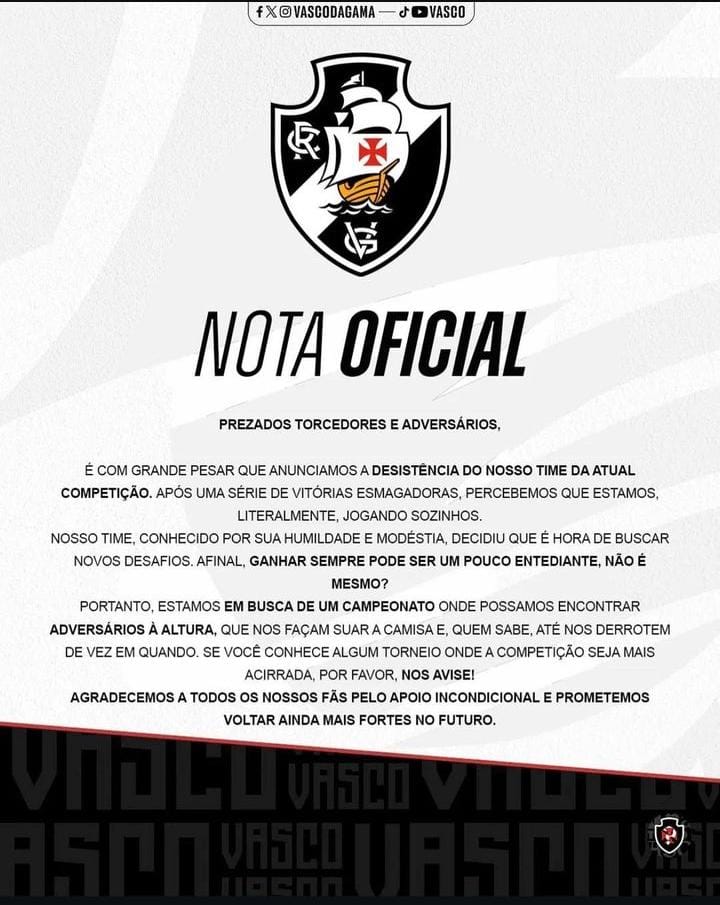 VASCODAGAMA — VASCO
CR
VG
NOTA OFICIAL
PREZADOS TORCEDORES E ADVERSÁRIOS,
É COM GRANDE PESAR QUE ANUNCIAMOS A DESISTÊNCIA DO NOSSO TIME DA ATUAL
COMPETIÇÃO. APÓS UMA SÉRIE DE VITÓRIAS ESMAGADORAS, PERCEBEMOS QUE ESTAMOS,
LITERALMENTE, JOGANDO SOZINHOS.
NOSSO TIME, CONHECIDO POR SUA HUMILDADE E MODÉSTIA, DECIDIU QUE É HORA DE BUSCAR
NOVOS DESAFIOS. AFINAL, GANHAR SEMPRE PODE SER UM POUCO ENTEDIANTE, NÃO É
MESMO?
PORTANTO, ESTAMOS EM BUSCA DE UM CAMPEONATO ONDE POSSAMOS ENCONTRAR
ADVERSÁRIOS À ALTURA, QUE NOS FAÇAM SUAR A CAMISA E, QUEM SABE, ATÉ NOS DERROTEM
DE VEZ EM QUANDO. SE VOCÊ CONHECE ALGUM TORNEIO ONDE A COMPETIÇÃO SEJA MAIS
ACIRRADA, POR FAVOR, NOS AVISE!
AGRADECEMOS A TODOS OS NOSSOS FÃS PELO APOIO INCONDICIONAL E PROMETEMOS
VOLTAR AINDA MAIS FORTES NO FUTURO.
VASCO VASCO VASCO
VASCO VASCO VASCO VASCO